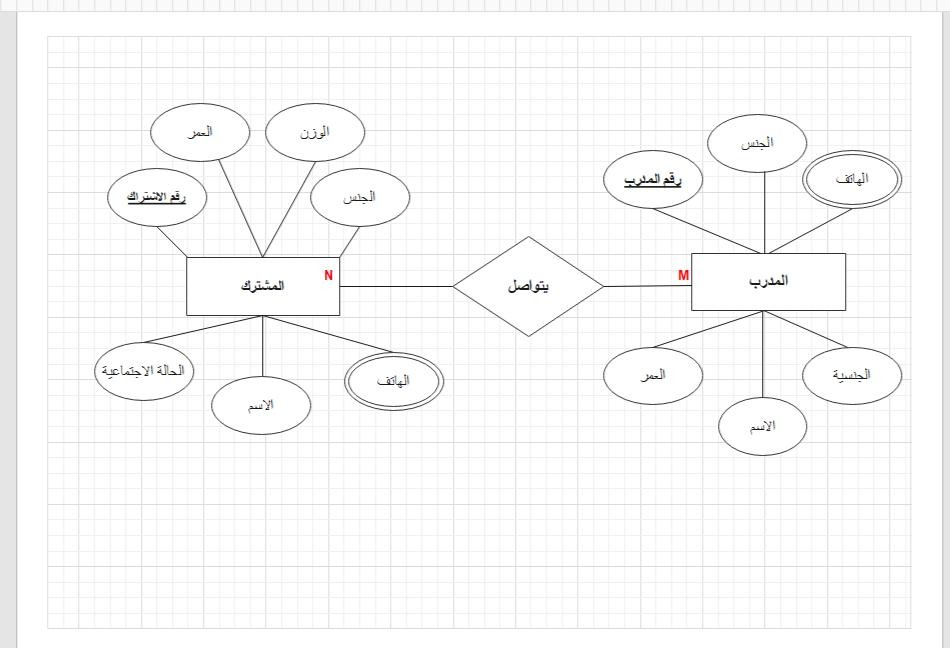 العمر
الوزن
رقم الاشتراك
الجنس
المشترك
N
الحالة الاجتماعية
الاسم
الهاتف
يتواصل
الجنس
رقم المدرب
الهاتف
M
المدرب
العمر
الجنسية
الاسم